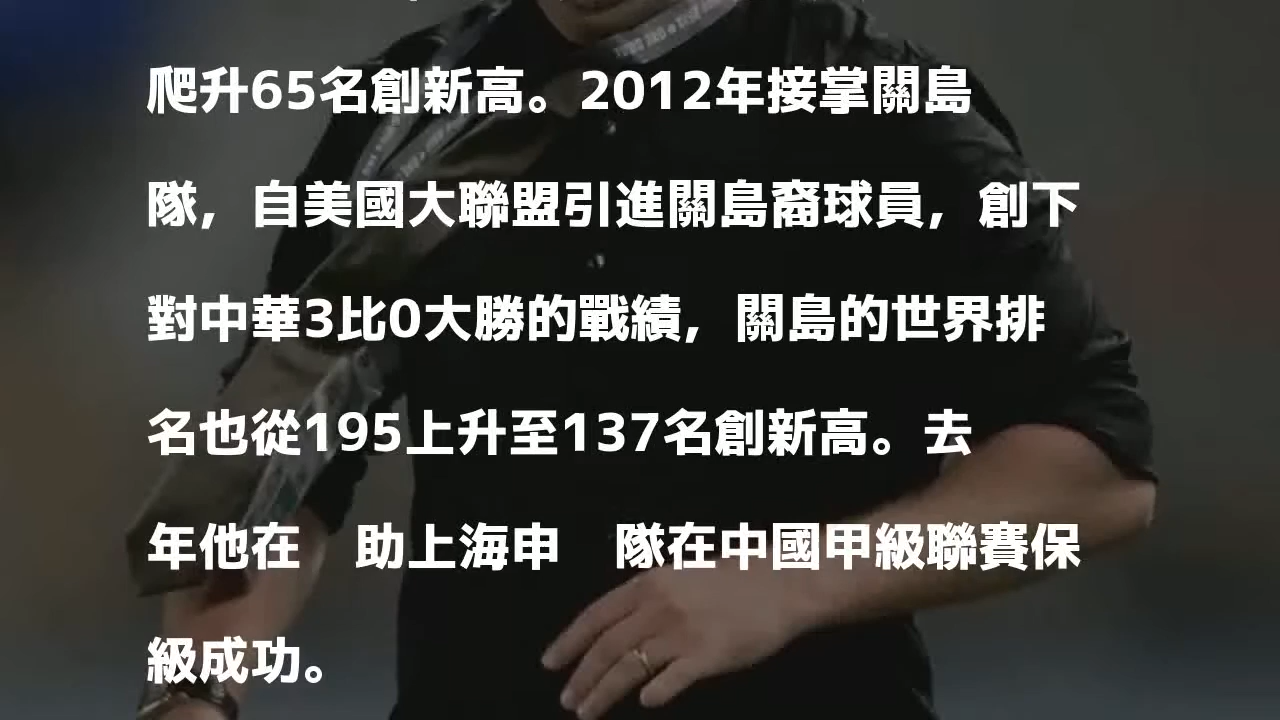 爬升65名創新高。2012年接掌關島
隊，自美國大聯盟引進關島裔球員，創下
對中華3比0大勝的戰績，關島的世界排
名也從195上升至137名創新高。去
年他在　助上海申　隊在中國甲級聯賽保
級成功。